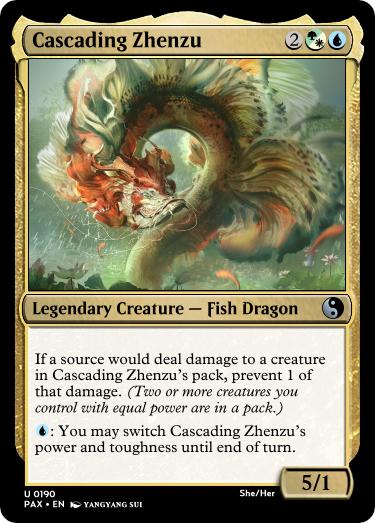 Cascading Zhenzu 2
Legendary Creature — Fish Dragon
If a source would deal damage to a creature
in Cascading Zhenzu's pack, prevent 1 of
that damage. (Two or more creatures you
control with equal power are in a pack.)
: You may switch Cascading Zhenzu's
power and toughness until end of turn.
5/1
U 0190 She/Her
PAX • EN YANGYANG SUI